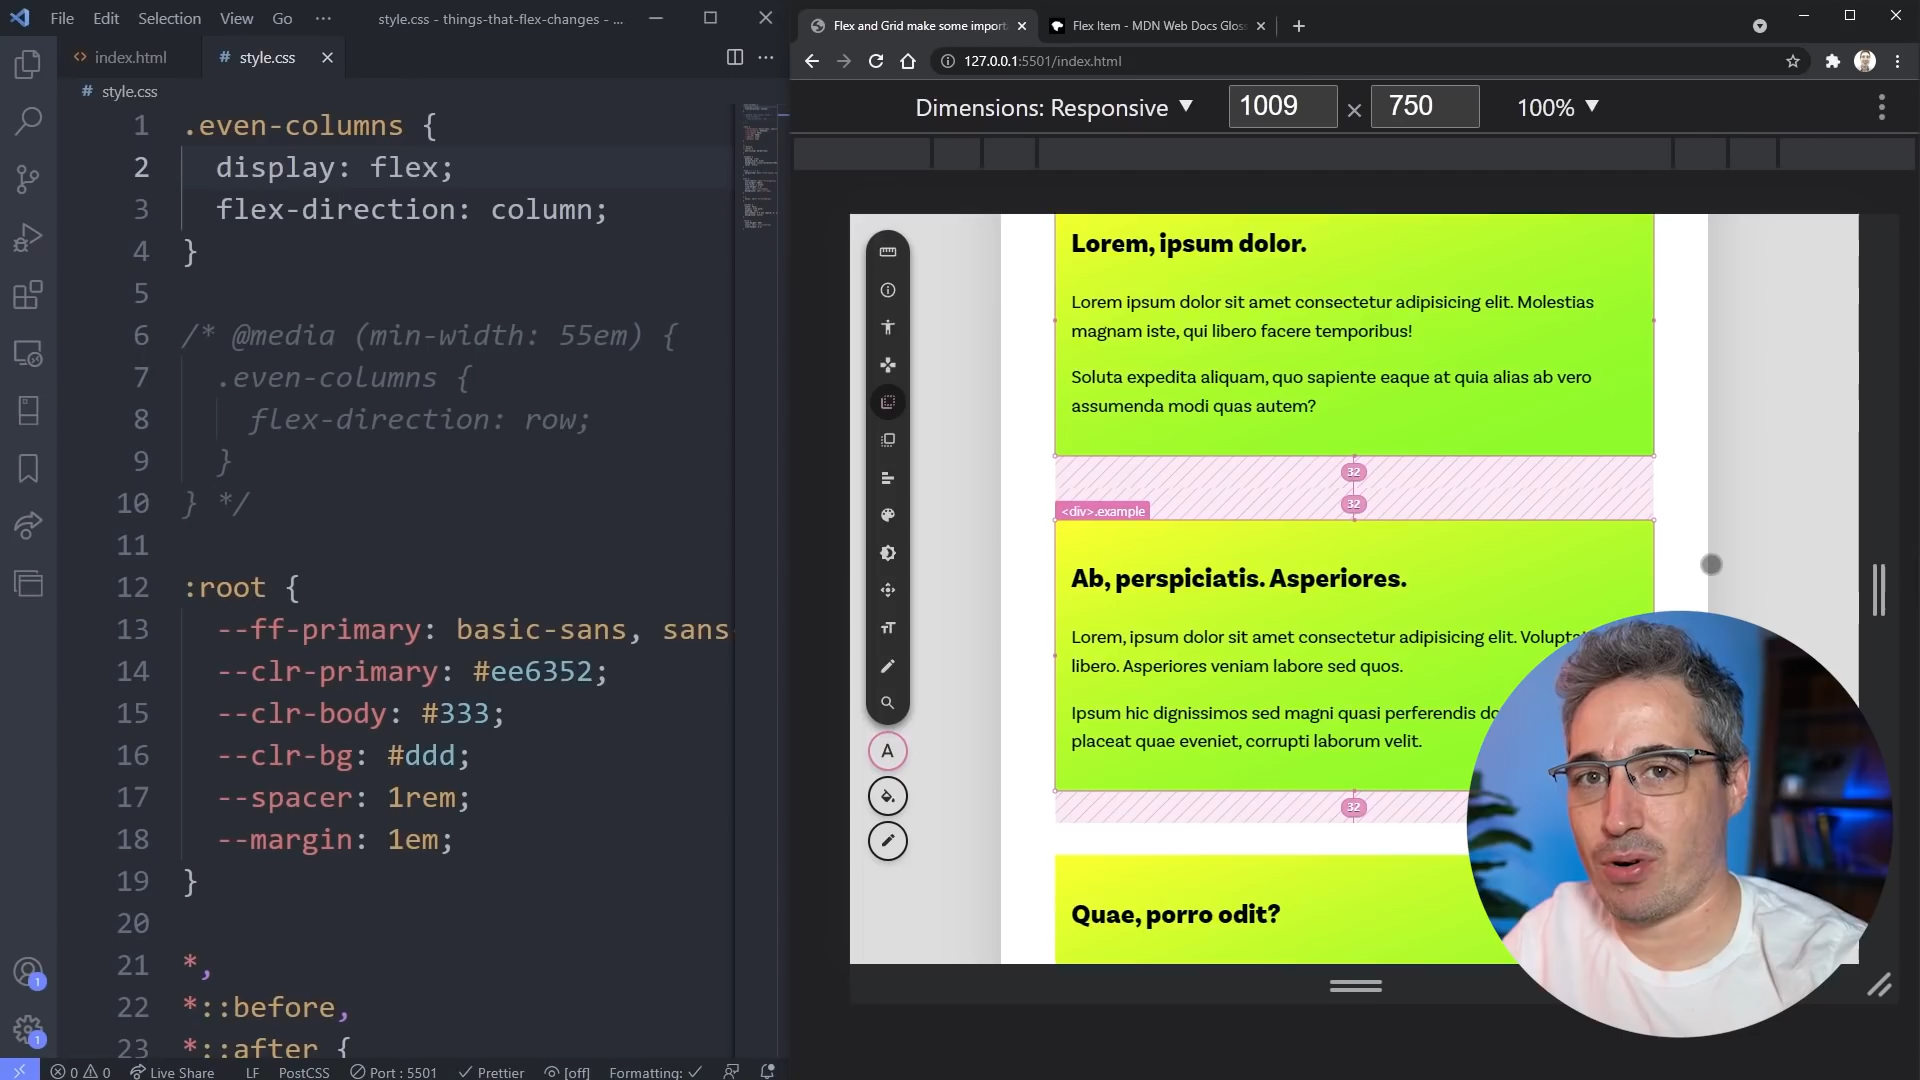 File Edit Selection View Go ··· style.css - things-that-flex-changes - ...
index.html
# style.css
# style.css
1 .even-columns {
2 display: flex;
3 flex-direction: column;
4 }
5
6 /* @media (min-width: 55em) {
7 .even-columns {
8 flex-direction: row;
9 }
10 } */
11
12 :root {
13 --ff-primary: basic-sans, sans
14 --clr-primary: #ee6352;
15 --clr-body: #333;
16 --clr-bg: #ddd;
17 --spacer: 1rem;
18 --margin: 1em;
19 }
20
21 *,
22 *::before,
23 *::after {
1
1
0 0 Live Share LF PostCSS Port : 5501 Prettier [off] Formatting:
Flex and Grid make some import
Flex Item - MDN Web Docs Gloss
127.0.0.1:5501/index.html
Dimensions: Responsive 1009 × 750 100%
Lorem, ipsum dolor.
Lorem ipsum dolor sit amet consectetur adipisicing elit. Molestias
magnam iste, qui libero facere temporibus!
Soluta expedita aliquam, quo sapiente eaque at quia alias ab vero
assumenda modi quas autem?
32
32
<div>.example
Ab, perspiciatis. Asperiores.
Lorem, ipsum dolor sit amet consectetur adipisicing elit.
libero. Asperiores veniam labore sed quos.
Ipsum hic dignissimos sed magni quasi perferendis
placeat quae eveniet, corrupti laborum velit.
32
Quae, porro odit?
A